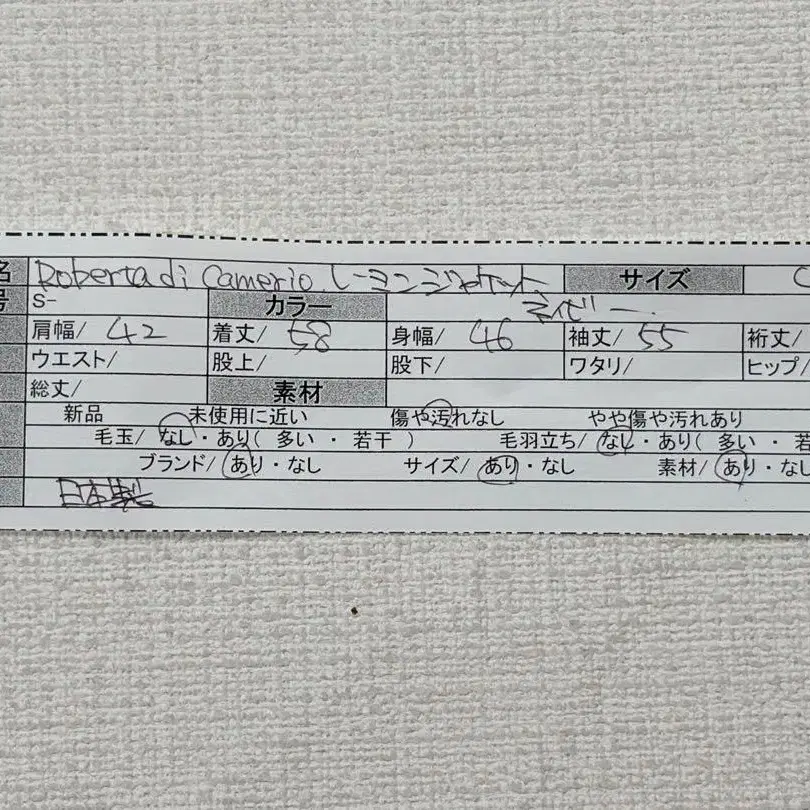 名 Roberta di Camerio レーヨンジャケット サイズ
号 S- カラー ネイビー
肩幅/ 42 着丈/ 58 身幅/ 46 袖丈/ 55 裄丈/
ウエスト/ 股上/ 股下/ ワタリ/ ヒップ/
総丈/ 素材
新品 未使用に近い 傷や汚れなし やや傷や汚れあり
毛玉/ なし・あり( 多い ・ 若干 ) 毛羽立ち/ なし・あり( 多い ・ 若
ブランド/ あり・なし サイズ/ あり・なし 素材/ あり・なし
日本製